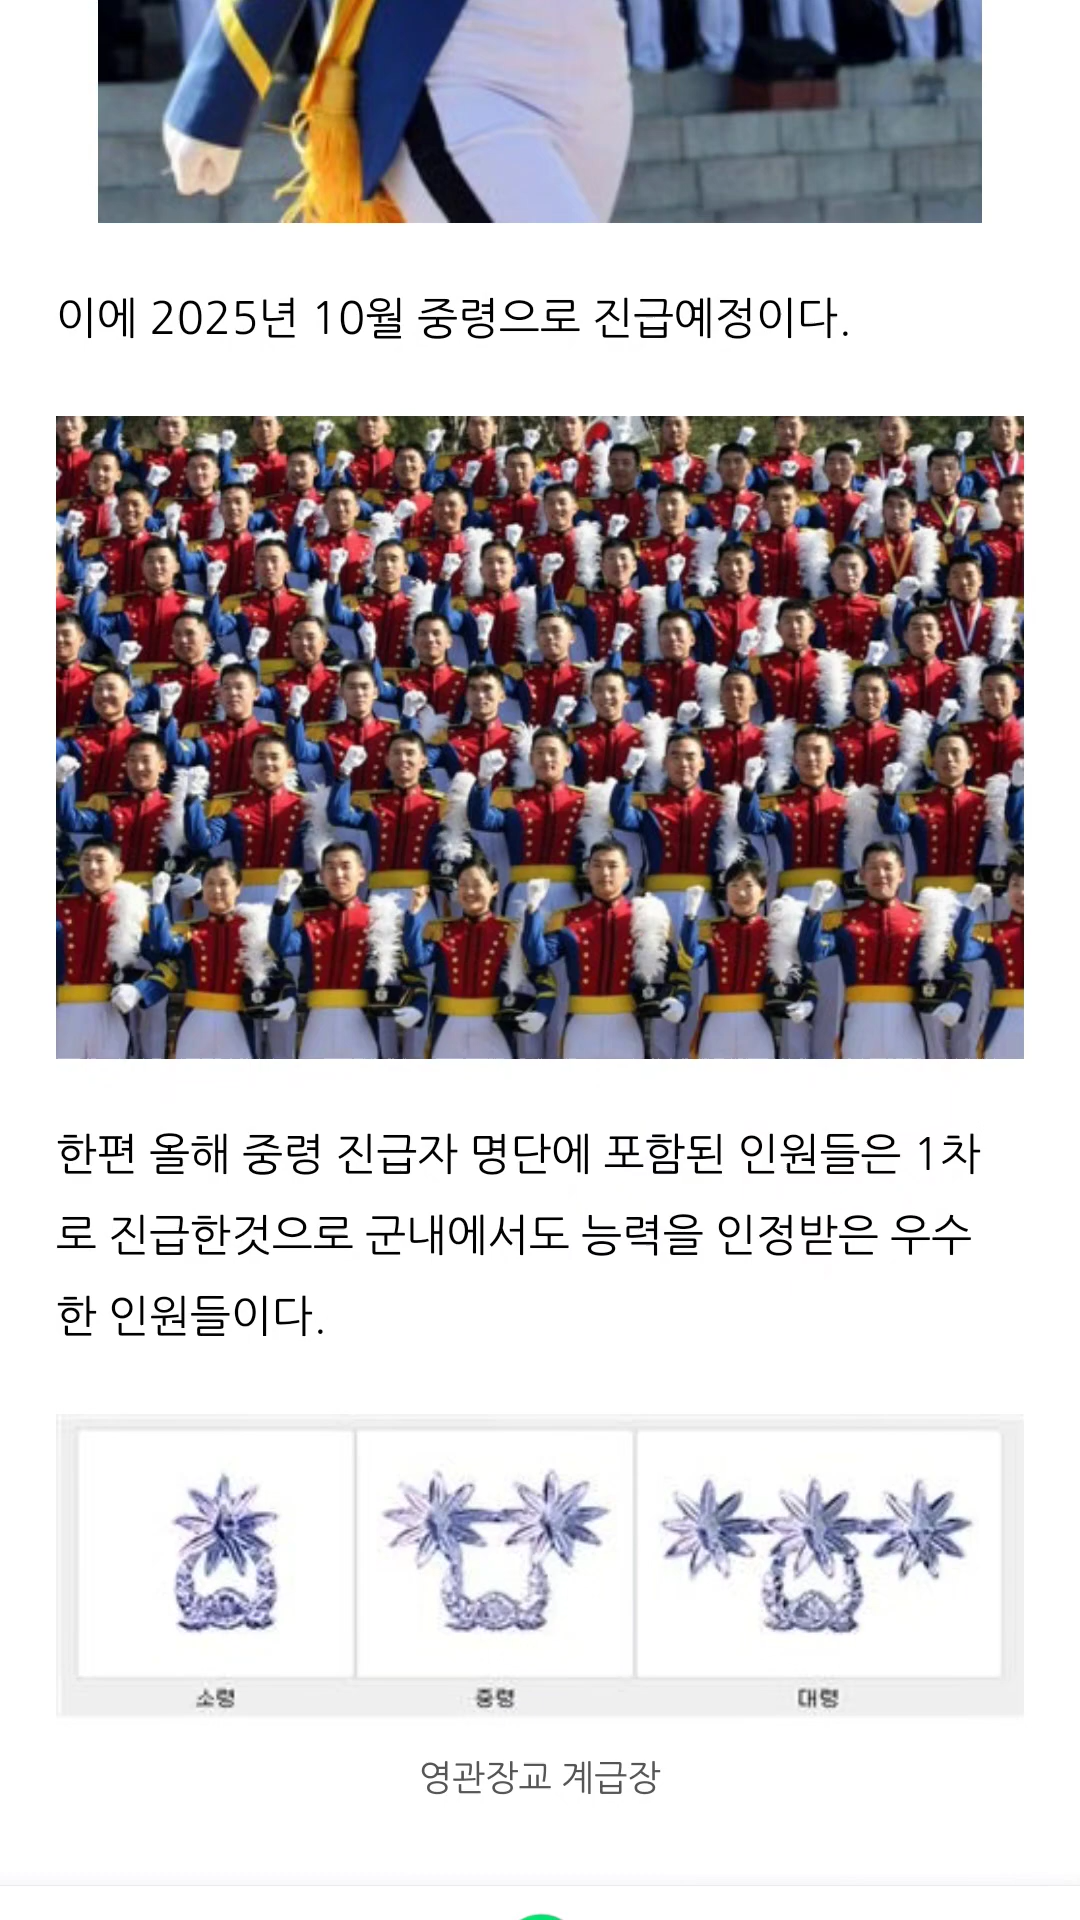 이에 2025년 10월 중령으로 진급예정이다.
한편 올해 중령 진급자 명단에 포함된 인원들은 1차
로 진급한것으로 군내에서도 능력을 인정받은 우수
한 인원들이다.
소령 중령 대령
영관장교 계급장